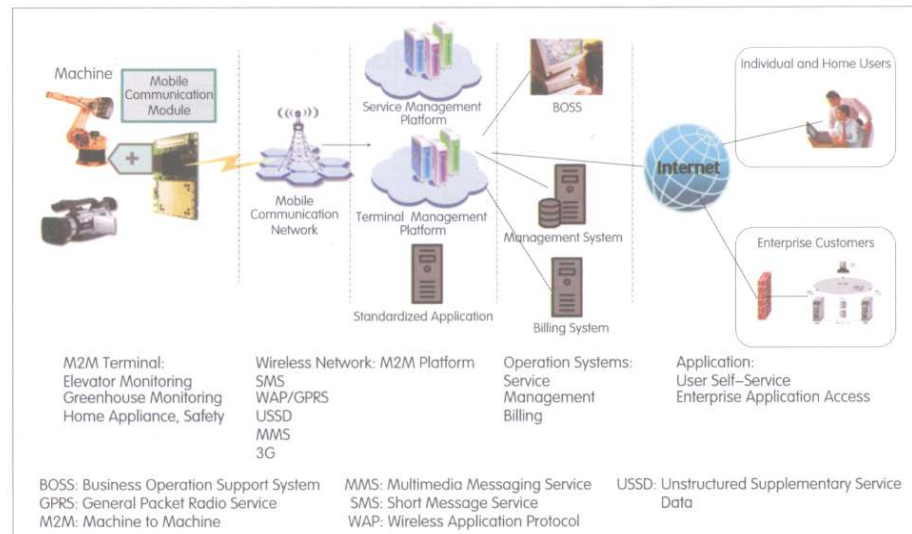 Machine
Mobile
Communication
Module
Mobile
Communication
Network
Service Management
Platform
Terminal Management
Platform
Standardized Application
BOSS
Management System
Billing System
Internet
Individual and Home Users
Enterprise Customers
M2M Terminal:
Elevator Monitoring
Greenhouse Monitoring
Home Appliance, Safety
Wireless Network:
SMS
WAP/GPRS
USSD
MMS
3G
M2M Platform
Operation Systems:
Service
Management
Billing
Application:
User Self-Service
Enterprise Application Access
BOSS: Business Operation Support System
GPRS: General Packet Radio Service
M2M: Machine to Machine
MMS: Multimedia Messaging Service
SMS: Short Message Service
WAP: Wireless Application Protocol
USSD: Unstructured Supplementary Service
Data